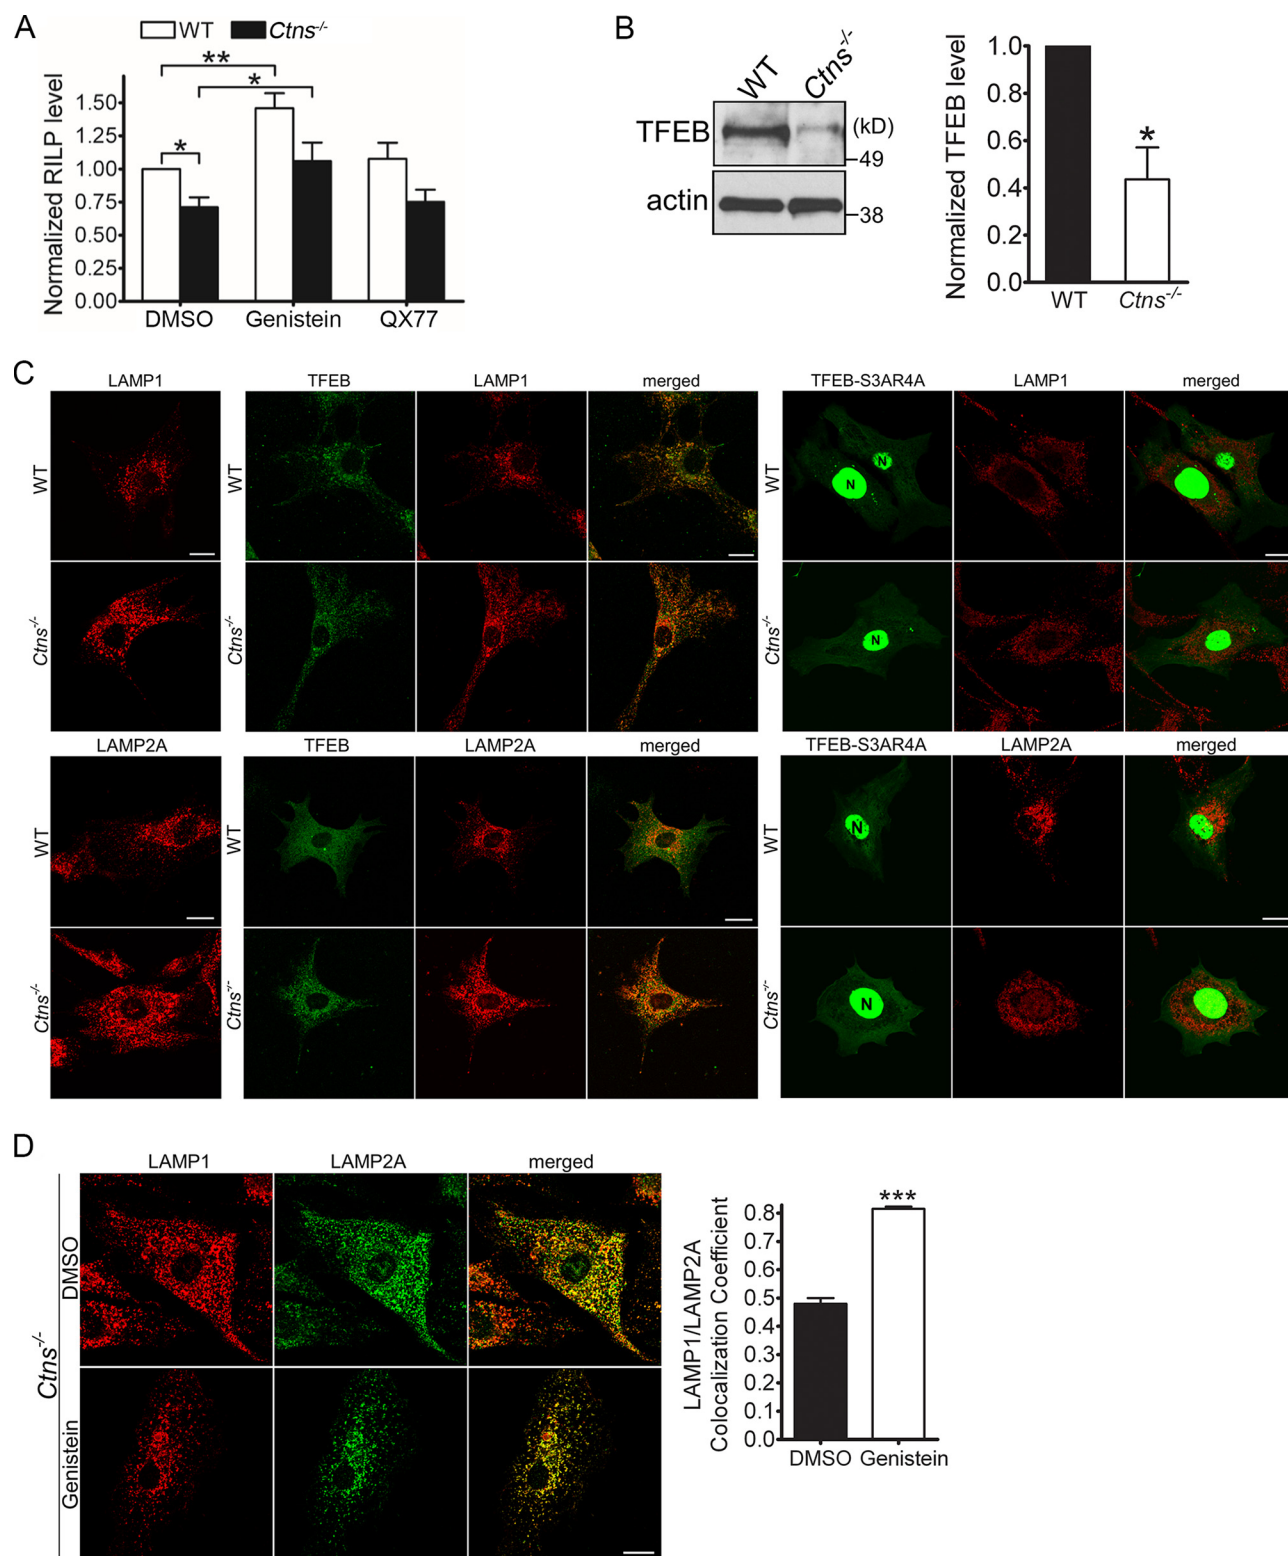 A
WT Ctns-/-
Normalized RILP level
** 
*
*
1.50
1.25
1.00
0.75
0.50
0.25
0.00
DMSO Genistein QX77
B
WT Ctns-/-
TFEB
(kD)
49
actin
38
Normalized TFEB level
1.0
0.8
0.6
0.4
0.2
0.0
*
WT Ctns-/-
C
LAMP1 TFEB LAMP1 merged TFEB-S3AR4A LAMP1 merged
WT WT WT
N N
Ctns-/- Ctns-/- Ctns-/-
N
LAMP2A TFEB LAMP2A merged TFEB-S3AR4A LAMP2A merged
WT WT WT
N
Ctns-/- Ctns-/- Ctns-/-
N
D
LAMP1 LAMP2A merged
Ctns-/-
DMSO
Genistein
LAMP1/LAMP2A
Colocalization Coefficient
0.8
0.7
0.6
0.5
0.4
0.3
0.2
0.1
0.0
***
DMSO Genistein